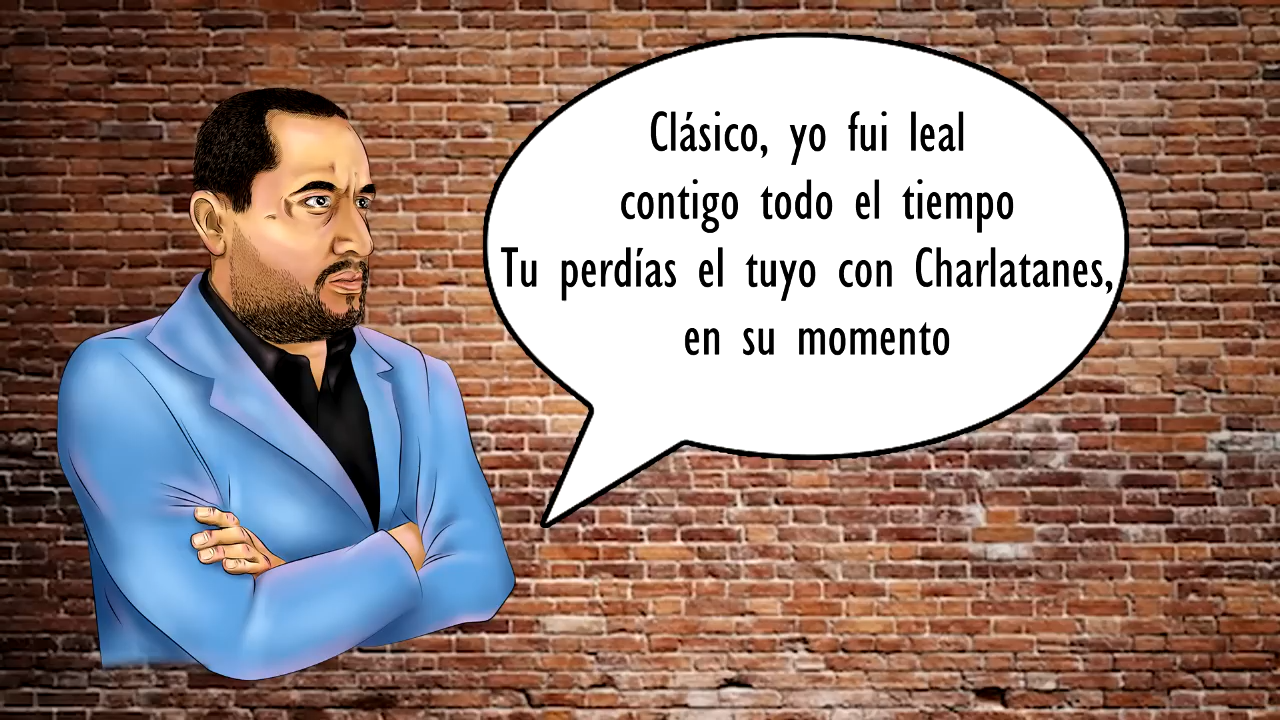 Clásico, yo fui leal
contigo todo el tiempo
Tu perdías el tuyo con Charlatanes,
en su momento